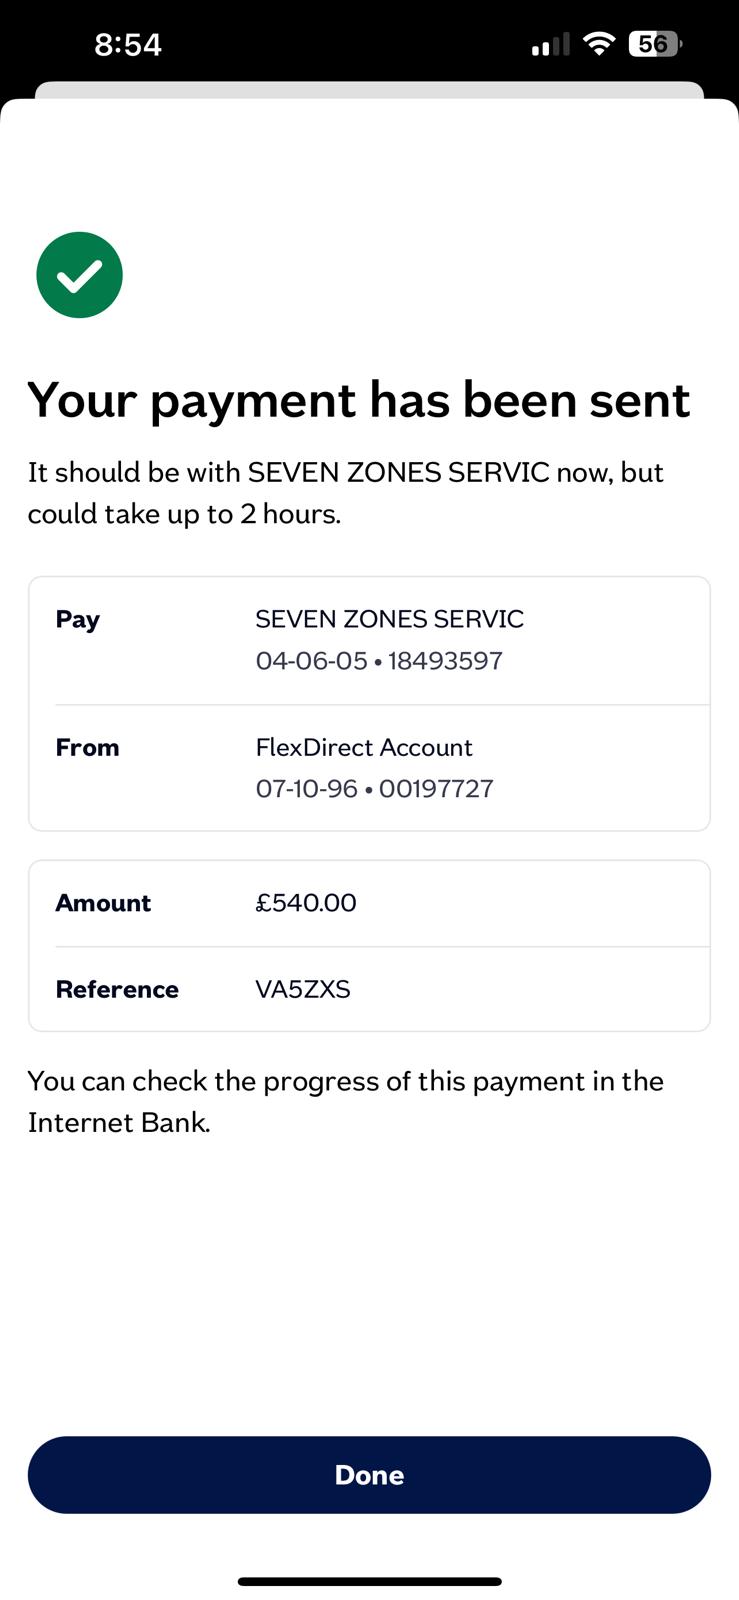 8:54
56
Your payment has been sent
It should be with SEVEN ZONES SERVIC now, but
could take up to 2 hours.
Pay SEVEN ZONES SERVIC
04-06-05 • 18493597
From FlexDirect Account
07-10-96 • 00197727
Amount £540.00
Reference VA5ZXS
You can check the progress of this payment in the
Internet Bank.
Done